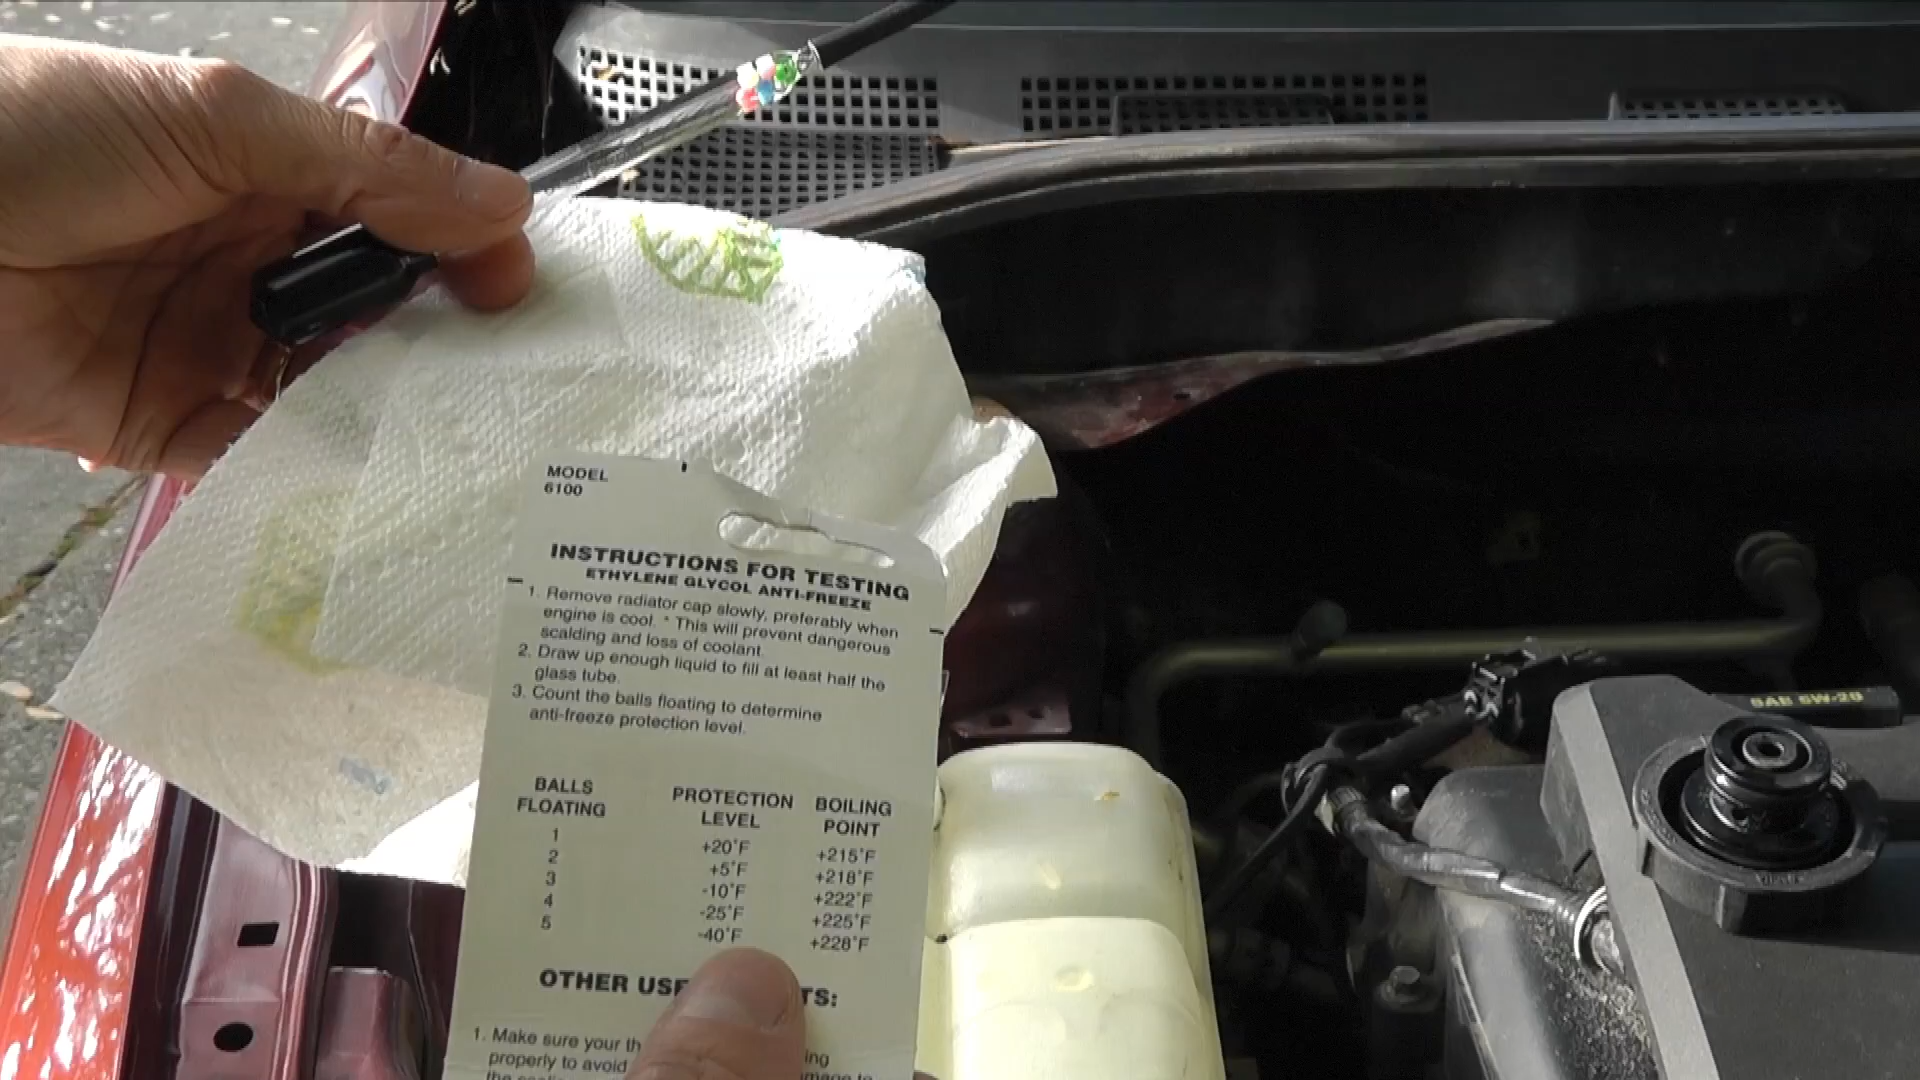 MODEL
6100
INSTRUCTIONS FOR TESTING
ETHYLENE GLYCOL ANTI-FREEZE
1. Remove radiator cap slowly, preferably when
engine is cool. * This will prevent dangerous
scalding and loss of coolant.
2. Draw up enough liquid to fill at least half the
glass tube.
3. Count the balls floating to determine
anti-freeze protection level.
BALLS FLOATING PROTECTION LEVEL BOILING POINT
1 +20°F +215°F
2 +5°F +218°F
3 -10°F +222°F
4 -25°F +225°F
5 -40°F +228°F
OTHER USE TS:
1. Make sure your th ing
properly to avoid
SAE 5W-20